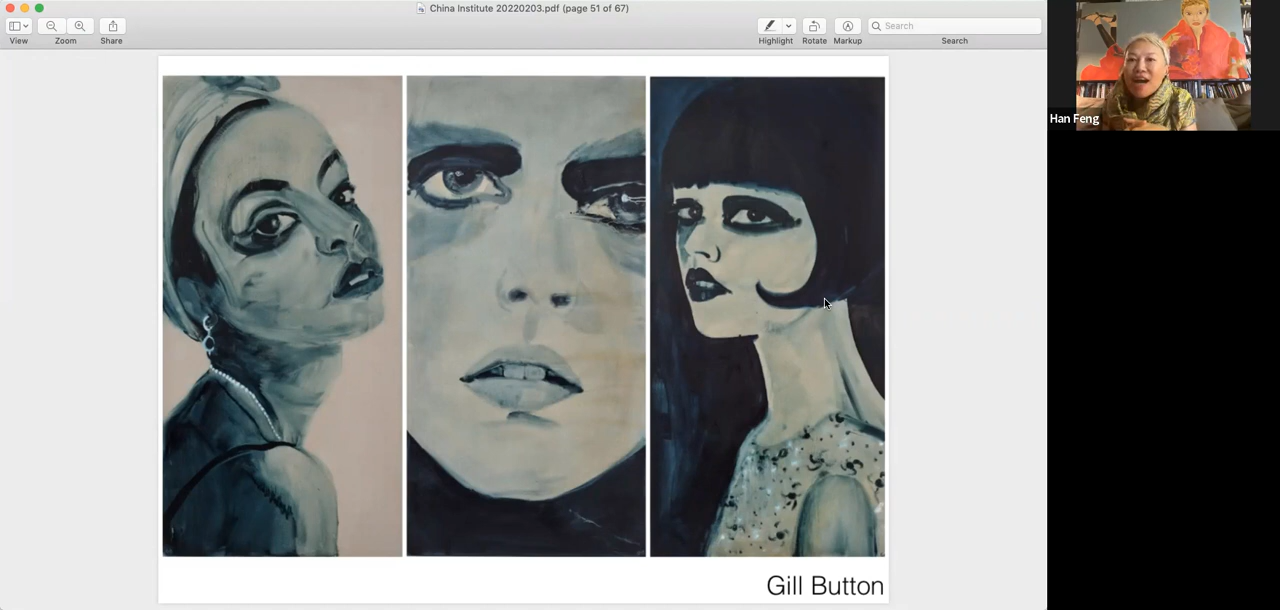 China Institute 20220203.pdf (page 51 of 67)
View
Zoom
Share
Highlight
Rotate
Markup
Search
Search
Han Feng
Gill Button